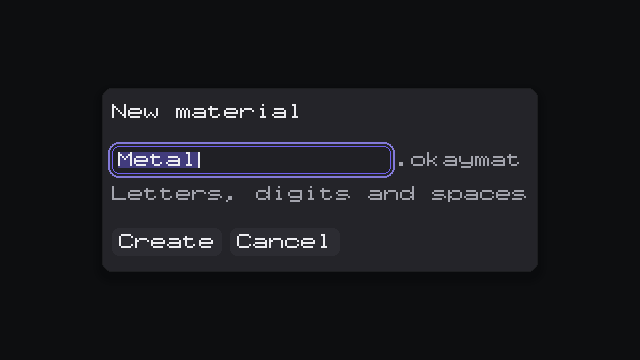 New material
Metal.okaymat
Letters, digits and spaces
Create Cancel